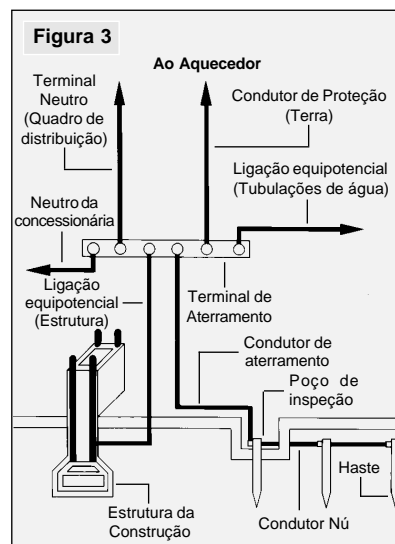 Figura 3
Ao Aquecedor
Terminal
Neutro
(Quadro de
distribuição)
Condutor de Proteção
(Terra)
Ligação equipotencial
(Tubulações de água)
Neutro da
concessionária
Ligação
equipotencial
(Estrutura)
Terminal de
Aterramento
Condutor de
aterramento
Poço de
inspeção
Haste
Estrutura da
Construção
Condutor Nú